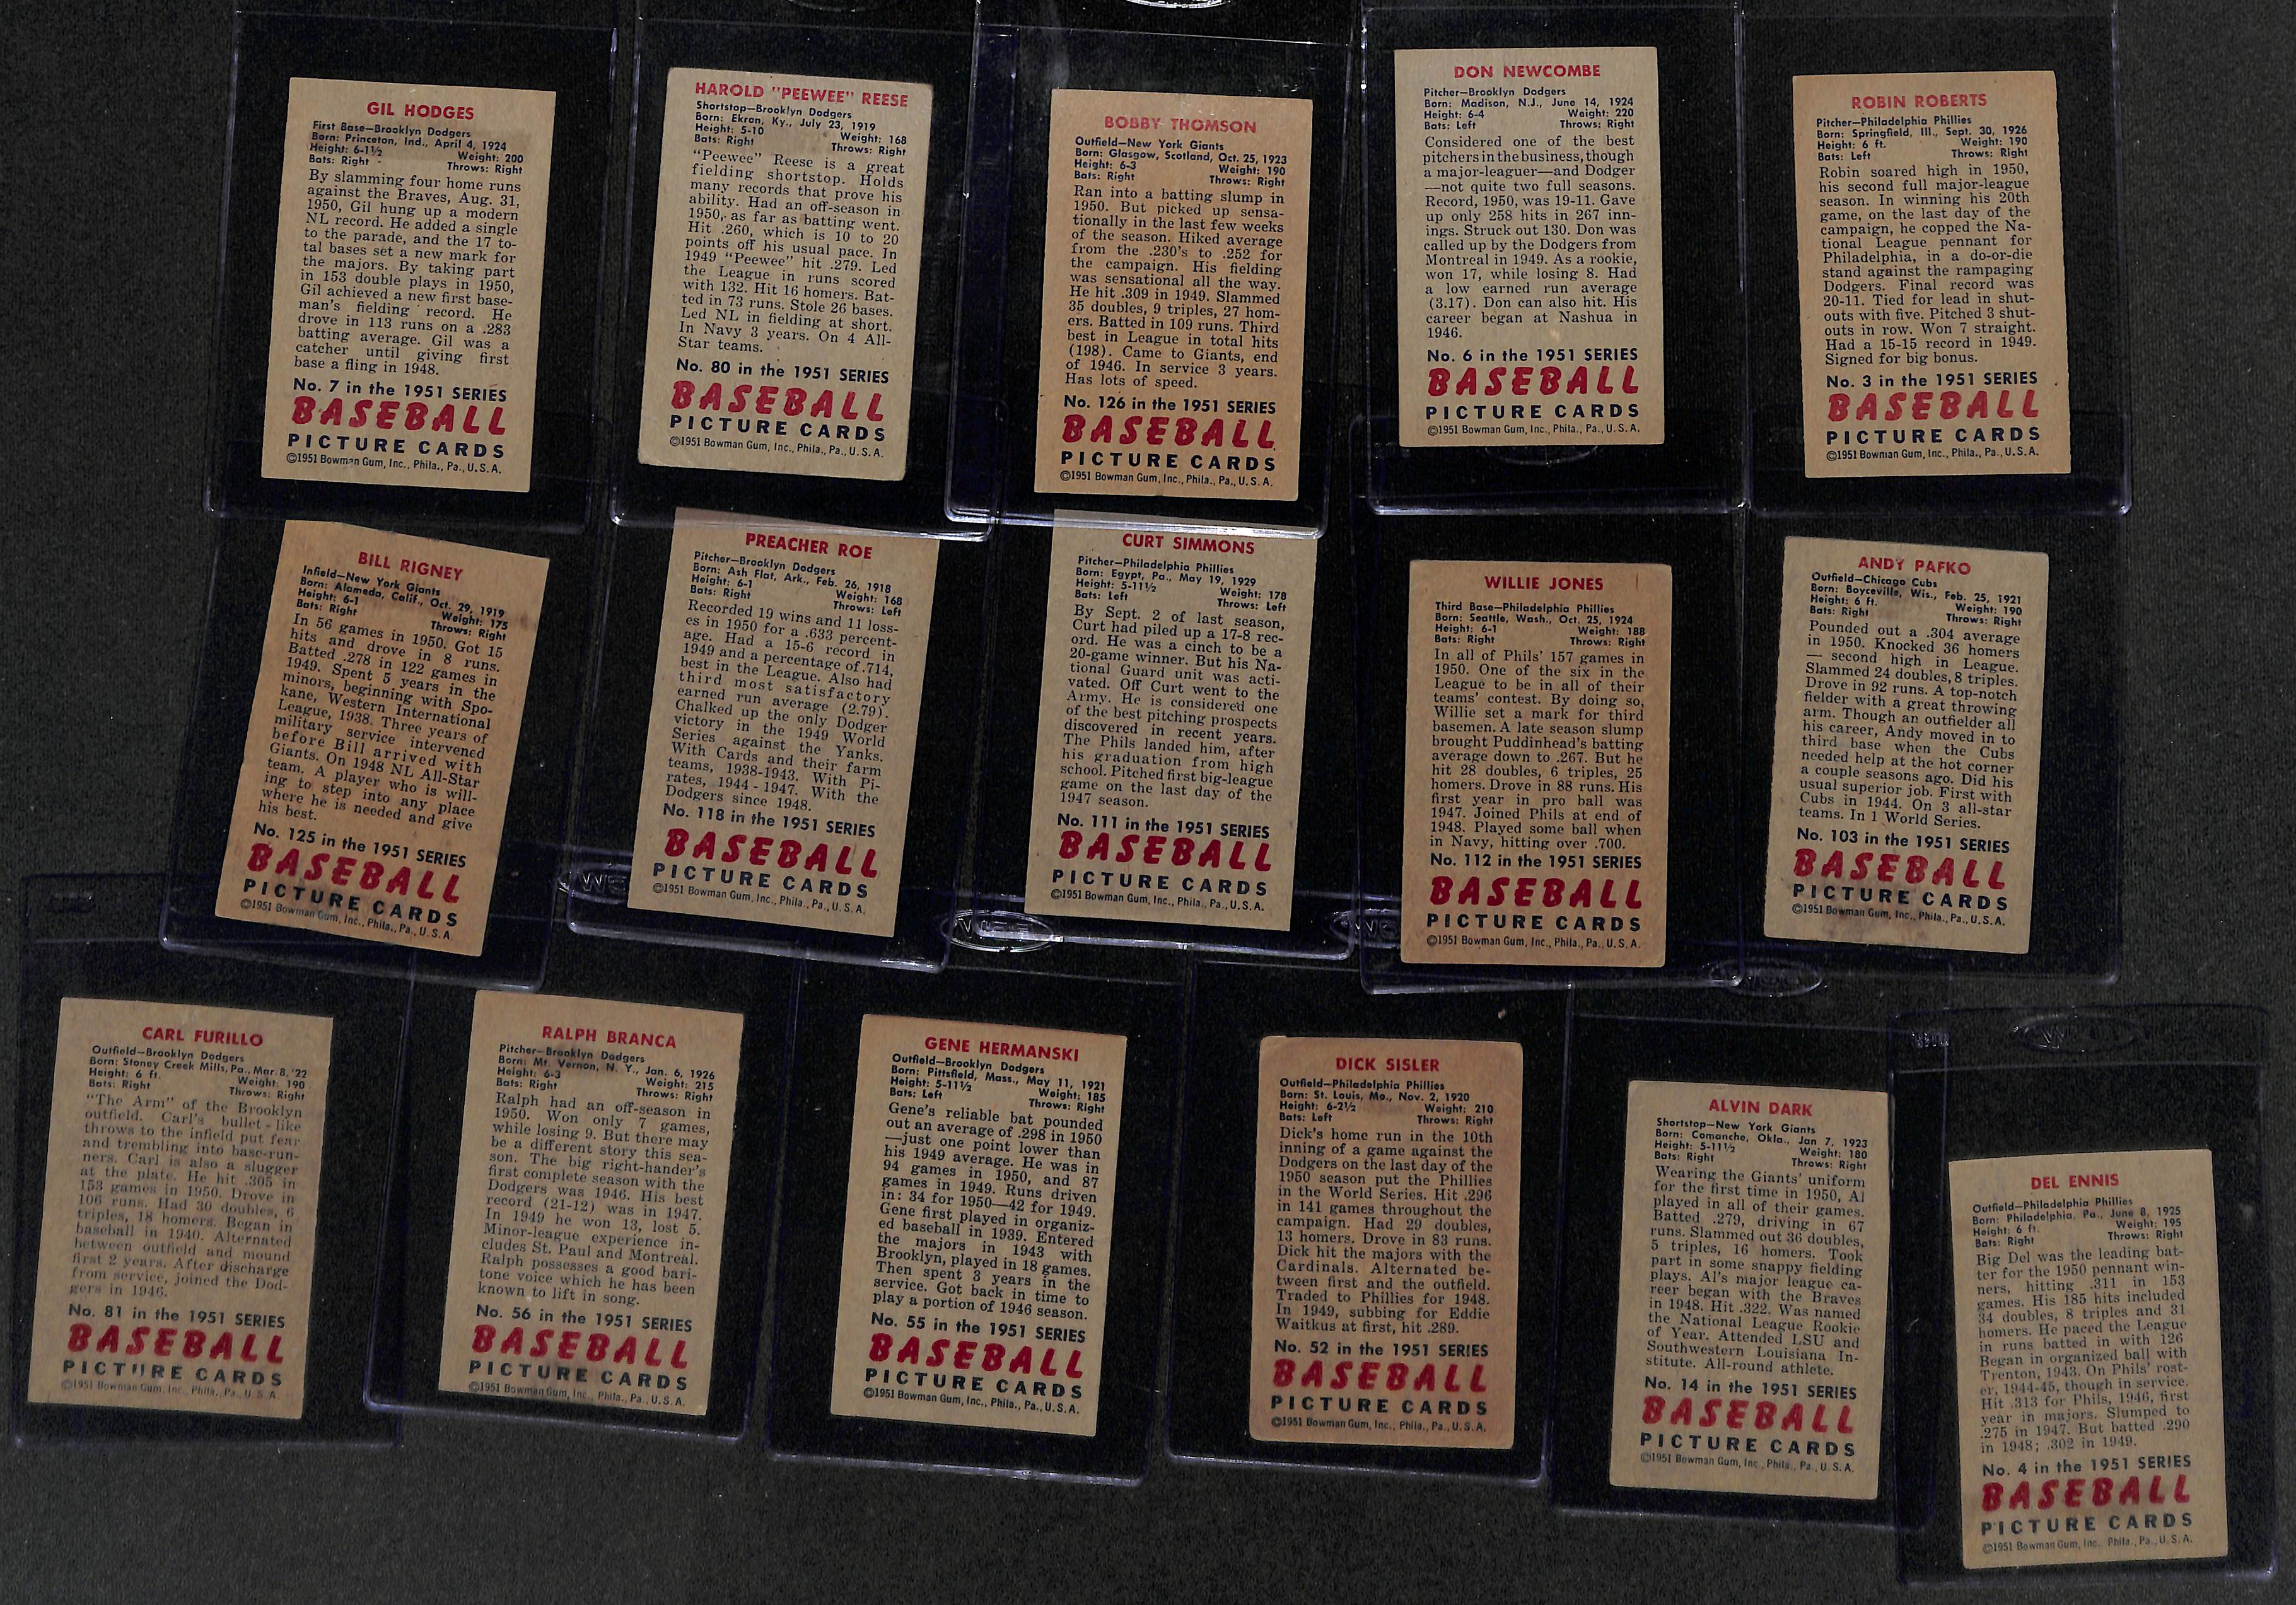 GIL HODGES
First Base—Brooklyn Dodgers
Born: Princeton, Ind., April 4, 1924
Height: 6-1½ Weight: 200
Bats: Right Throws: Right
By slamming four home runs
against the Braves, Aug. 31,
1950, Gil hung up a modern
NL record. He added a single
to the parade, and the 17 to-
tal bases set a new mark for
the majors. By taking part
in 153 double plays in 1950,
Gil achieved a new first base-
man's fielding record. He
drove in 113 runs on a .283
batting average. Gil was a
catcher until giving first
base a fling in 1948.
No. 7 in the 1951 SERIES
BASEBALL
PICTURE CARDS
©1951 Bowman Gum, Inc., Phila., Pa., U.S.A.
HAROLD "PEEWEE" REESE
Shortstop—Brooklyn Dodgers
Born: Ekron, Ky., July 23, 1919
Height: 5-10 Weight: 168
Bats: Right Throws: Right
"Peewee" Reese is a great
fielding shortstop. Holds
many records that prove his
ability. Had an off-season in
1950, as far as batting went.
Hit .260, which is 10 to 20
points off his usual pace. In
1949 "Peewee" hit .279. Led
the League in runs scored
with 132. Hit 16 homers. Bat-
ted in 73 runs. Stole 26 bases.
Led NL in fielding at short.
In Navy 3 years. On 4 All-
Star teams.
No. 80 in the 1951 SERIES
BASEBALL
PICTURE CARDS
©1951 Bowman Gum, Inc., Phila., Pa., U.S.A.
BOBBY THOMSON
Outfield—New York Giants
Born: Glasgow, Scotland, Oct. 25, 1923
Height: 6-3 Weight: 190
Bats: Right Throws: Right
Ran into a batting slump in
1950. But picked up sensa-
tionally in the last few weeks
of the season. Hiked average
from the .230's to .252 for
the campaign. His fielding
was sensational all the way.
He hit .309 in 1949. Slammed
35 doubles, 9 triples, 27 hom-
ers. Batted in 109 runs. Third
best in League in total hits
(198). Came to Giants, end
of 1946. In service 3 years.
Has lots of speed.
No. 126 in the 1951 SERIES
BASEBALL
PICTURE CARDS
©1951 Bowman Gum, Inc., Phila., Pa., U.S.A.
DON NEWCOMBE
Pitcher—Brooklyn Dodgers
Born: Madison, N.J., June 14, 1924
Height: 6-4 Weight: 220
Bats: Left Throws: Right
Considered one of the best
pitchers in the business, though
a major-leaguer—and Dodger
—not quite two full seasons.
Record, 1950, was 19-11. Gave
up only 258 hits in 267 inn-
ings. Struck out 130. Don was
called up by the Dodgers from
Montreal in 1949. As a rookie,
won 17, while losing 8. Had
a low earned run average
(3.17). Don can also hit. His
career began at Nashua in
1946.
No. 6 in the 1951 SERIES
BASEBALL
PICTURE CARDS
©1951 Bowman Gum, Inc., Phila., Pa., U.S.A.
ROBIN ROBERTS
Pitcher—Philadelphia Phillies
Born: Springfield, Ill., Sept. 30, 1926
Height: 6 ft. Weight: 190
Bats: Left Throws: Right
Robin soared high in 1950,
his second full major-league
season. In winning his 20th
game, on the last day of the
campaign, he copped the Na-
tional League pennant for
Philadelphia, in a do-or-die
stand against the rampaging
Dodgers. Final record was
20-11. Tied for lead in shut-
outs with five. Pitched 3 shut-
outs in row. Won 7 straight.
Had a 15-15 record in 1949.
Signed for big bonus.
No. 3 in the 1951 SERIES
BASEBALL
PICTURE CARDS
©1951 Bowman Gum, Inc., Phila., Pa., U.S.A.
BILL RIGNEY
Infield—New York Giants
Born: Alameda, Calif., Oct. 29, 1919
Height: 6-1 Weight: 175
Bats: Right Throws: Right
In 56 games in 1950. Got 15
hits and drove in 8 runs.
Batted .278 in 122 games in
1949. Spent 5 years in the
minors, beginning with Spo-
kane, Western International
League, 1938. Three years of
military service intervened
before Bill arrived with
Giants. On 1948 NL All-Star
team. A player who is will-
ing to step into any place
where he is needed and give
his best.
No. 125 in the 1951 SERIES
BASEBALL
PICTURE CARDS
©1951 Bowman Gum, Inc., Phila., Pa., U.S.A.
PREACHER ROE
Pitcher—Brooklyn Dodgers
Born: Ash Flat, Ark., Feb. 26, 1918
Height: 6-1 Weight: 168
Bats: Right Throws: Left
Recorded 19 wins and 11 loss-
es in 1950 for a .633 percent-
age. Had a 15-6 record in
1949 and a percentage of .714,
best in the League. Also had
third most satisfactory
earned run average (2.79).
Chalked up the only Dodger
victory in the 1949 World
Series against the Yanks.
With Cards and their farm
teams, 1938-1943. With Pi-
rates, 1944-1947. With the
Dodgers since 1948.
No. 118 in the 1951 SERIES
BASEBALL
PICTURE CARDS
©1951 Bowman Gum, Inc., Phila., Pa., U.S.A.
CURT SIMMONS
Pitcher—Philadelphia Phillies
Born: Egypt, Pa., May 19, 1929
Height: 5-11½ Weight: 178
Bats: Left Throws: Left
By Sept. 2 of last season,
Curt had piled up a 17-8 rec-
ord. He was a cinch to be a
20-game winner. But his Na-
tional Guard unit was acti-
vated. Off Curt went to the
Army. He is considered one
of the best pitching prospects
discovered in recent years.
The Phils landed him, after
his graduation from high
school. Pitched first big-league
game on the last day of the
1947 season.
No. 111 in the 1951 SERIES
BASEBALL
PICTURE CARDS
©1951 Bowman Gum, Inc., Phila., Pa., U.S.A.
WILLIE JONES
Third Base—Philadelphia Phillies
Born: Seattle, Wash., Oct. 25, 1924
Height: 6-1 Weight: 188
Bats: Right Throws: Right
In all of Phils' 157 games in
1950. One of the six in the
League to be in all of their
teams' contest. By doing so,
Willie set a mark for third
basemen. A late season slump
brought Puddinhead's batting
average down to .267. But he
hit 28 doubles, 6 triples, 25
homers. Drove in 88 runs. His
first year in pro ball was
1947. Joined Phils at end of
1948. Played some ball when
in Navy, hitting over .700.
No. 112 in the 1951 SERIES
BASEBALL
PICTURE CARDS
©1951 Bowman Gum, Inc., Phila., Pa., U.S.A.
ANDY PAFKO
Outfield—Chicago Cubs
Born: Boyceville, Wis., Feb. 25, 1921
Height: 6 ft. Weight: 190
Bats: Right Throws: Right
Pounded out a .304 average
in 1950. Knocked 36 homers
— second high in League.
Slammed 24 doubles, 8 triples.
Drove in 92 runs. A top-notch
fielder with a great throwing
arm. Though an outfielder all
his career, Andy moved in to
third base when the Cubs
needed help at the hot corner
a couple seasons ago. Did his
usual superior job. First with
Cubs in 1944. On 3 all-star
teams. In 1 World Series.
No. 103 in the 1951 SERIES
BASEBALL
PICTURE CARDS
©1951 Bowman Gum, Inc., Phila., Pa., U.S.A.
CARL FURILLO
Outfield—Brooklyn Dodgers
Born: Stoney Creek Mills, Pa., Mar. 8, '22
Height: 6 ft. Weight: 190
Bats: Right Throws: Right
"The Arm" of the Brooklyn
outfield. Carl's bullet-like
throws to the infield put fear
and trembling into base-run-
ners. Carl is also a slugger
at the plate. He hit .305 in
153 games in 1950. Drove in
106 runs. Had 30 doubles, 6
triples, 18 homers. Began in
baseball in 1940. Alternated
between outfield and mound
first 2 years. After discharge
from service, joined the Dod-
gers in 1946.
No. 81 in the 1951 SERIES
BASEBALL
PICTURE CARDS
©1951 Bowman Gum, Inc., Phila., Pa., U.S.A.
RALPH BRANCA
Pitcher—Brooklyn Dodgers
Born: Mt. Vernon, N. Y., Jan. 6, 1926
Height: 6-3 Weight: 215
Bats: Right Throws: Right
Ralph had an off-season in
1950. Won only 7 games,
while losing 9. But there may
be a different story this sea-
son. The big right-hander's
first complete season with the
Dodgers was 1946. His best
record (21-12) was in 1947.
In 1949 he won 13, lost 5.
Minor-league experience in-
cludes St. Paul and Montreal.
Ralph possesses a good bari-
tone voice which he has been
known to lift in song.
No. 56 in the 1951 SERIES
BASEBALL
PICTURE CARDS
©1951 Bowman Gum, Inc., Phila., Pa., U.S.A.
GENE HERMANSKI
Outfield—Brooklyn Dodgers
Born: Pittsfield, Mass., May 11, 1921
Height: 5-11½ Weight: 185
Bats: Left Throws: Right
Gene's reliable bat pounded
out an average of .298 in 1950
—just one point lower than
his 1949 average. He was in
94 games in 1950, and 87
games in 1949. Runs driven
in: 34 for 1950—42 for 1949.
Gene first played in organiz-
ed baseball in 1939. Entered
the majors in 1943 with
Brooklyn, played in 18 games.
Then spent 3 years in the
service. Got back in time to
play a portion of 1946 season.
No. 55 in the 1951 SERIES
BASEBALL
PICTURE CARDS
©1951 Bowman Gum, Inc., Phila., Pa., U.S.A.
DICK SISLER
Outfield—Philadelphia Phillies
Born: St. Louis, Mo., Nov. 2, 1920
Height: 6-2½ Weight: 210
Bats: Left Throws: Right
Dick's home run in the 10th
inning of a game against the
Dodgers on the last day of the
1950 season put the Phillies
in the World Series. Hit .296
in 141 games throughout the
campaign. Had 29 doubles,
13 homers. Drove in 83 runs.
Dick hit the majors with the
Cardinals. Alternated be-
tween first and the outfield.
Traded to Phillies for 1948.
In 1949, subbing for Eddie
Waitkus at first, hit .289.
No. 52 in the 1951 SERIES
BASEBALL
PICTURE CARDS
©1951 Bowman Gum, Inc., Phila., Pa., U.S.A.
ALVIN DARK
Shortstop—New York Giants
Born: Comanche, Okla., Jan 7, 1923
Height: 5-11½ Weight: 180
Bats: Right Throws: Right
Wearing the Giants' uniform
for the first time in 1950, Al
played in all of their games.
Batted .279, driving in 67
runs. Slammed out 36 doubles,
5 triples, 16 homers. Took
part in some snappy fielding
plays. Al's major league ca-
reer began with the Braves
in 1948. Hit .322. Was named
the National League Rookie
of Year. Attended LSU and
Southwestern Louisiana In-
stitute. All-round athlete.
No. 14 in the 1951 SERIES
BASEBALL
PICTURE CARDS
©1951 Bowman Gum, Inc., Phila., Pa., U.S.A.
DEL ENNIS
Outfield—Philadelphia Phillies
Born: Philadelphia, Pa., June 8, 1925
Height: 6 ft. Weight: 195
Bats: Right Throws: Right
Big Del was the leading bat-
ter for the 1950 pennant win-
ners, hitting .311 in 153
games. His 185 hits included
34 doubles, 8 triples and 31
homers. He paced the League
in runs batted in with 126
Began in organized ball with
Trenton, 1943. On Phils' rost-
er, 1944-45, though in service.
Hit .313 for Phils, 1946, first
year in majors. Slumped to
.275 in 1947. But batted .290
in 1948; .302 in 1949.
No. 4 in the 1951 SERIES
BASEBALL
PICTURE CARDS
©1951 Bowman Gum, Inc. Phila., Pa., U.S.A.